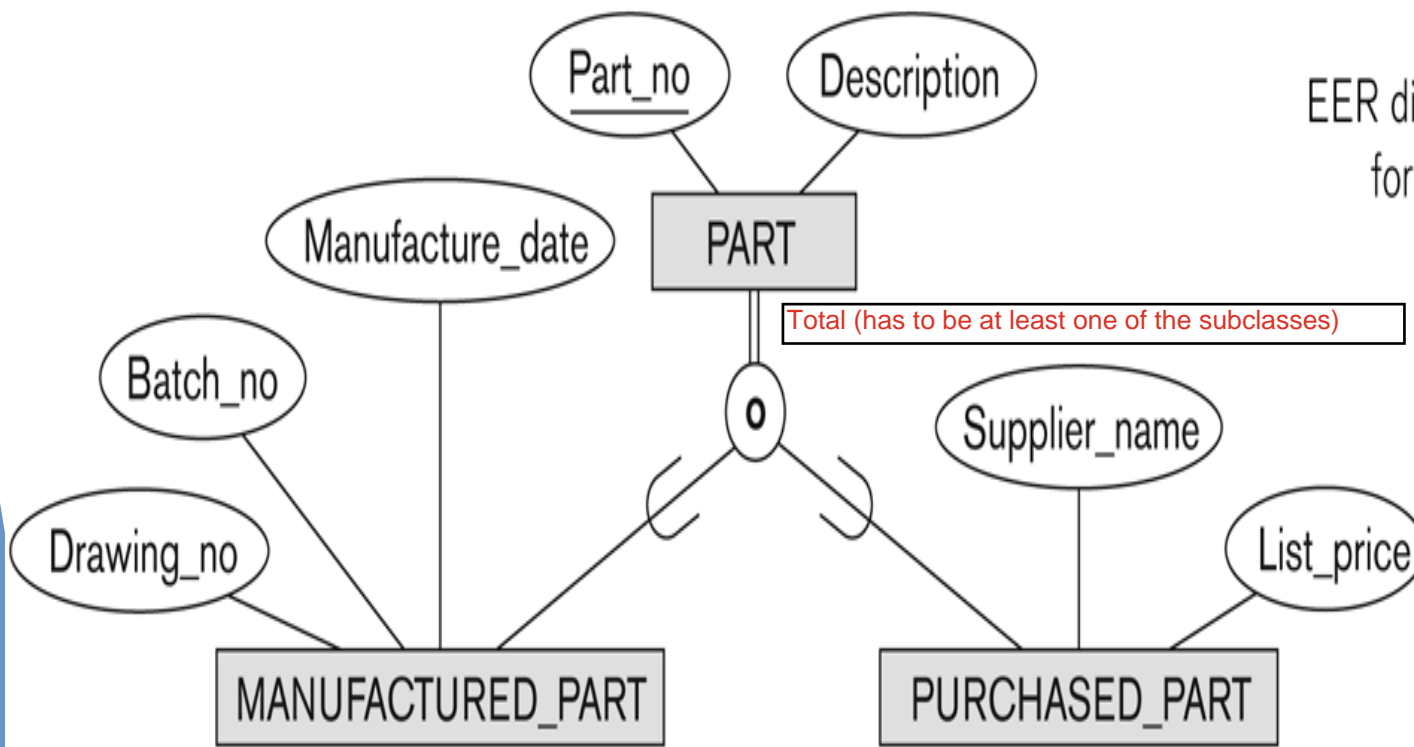 Part_no
Description
EER di
for
Manufacture_date
PART
Total (has to be at least one of the subclasses)
Batch_no
o
Supplier_name
Drawing_no
List_price
MANUFACTURED_PART
PURCHASED_PART